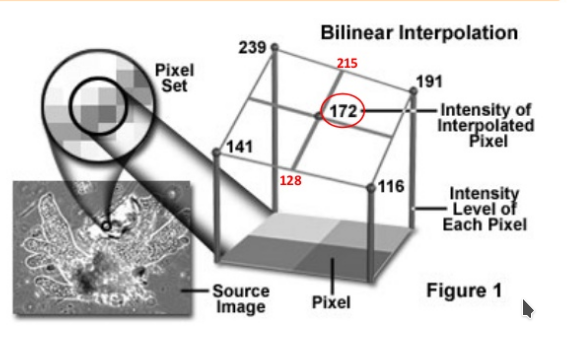 Bilinear Interpolation
239
215
Pixel
Set
191
172
Intensity of
Interpolated
Pixel
141
128
116
Intensity
Level of
Each Pixel
Source
Image
Pixel
Figure 1